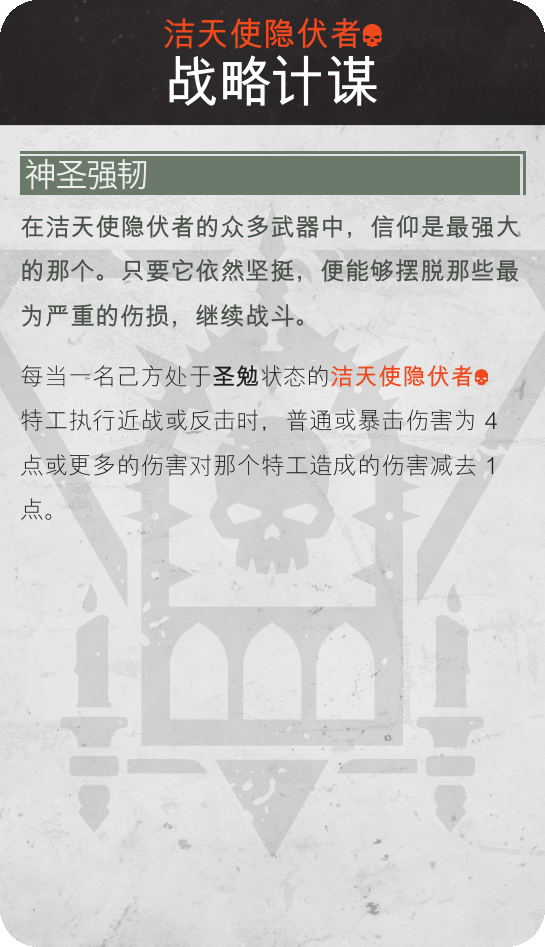 洁天使隐伏者
战略计谋
神圣强韧
在洁天使隐伏者的众多武器中，信仰是最强大
的那个。只要它依然坚挺，便能够摆脱那些最
为严重的伤损，继续战斗。
每当一名己方处于圣勉状态的洁天使隐伏者
特工执行近战或反击时，普通或暴击伤害为 4
点或更多的伤害对那个特工造成的伤害减去 1
点。